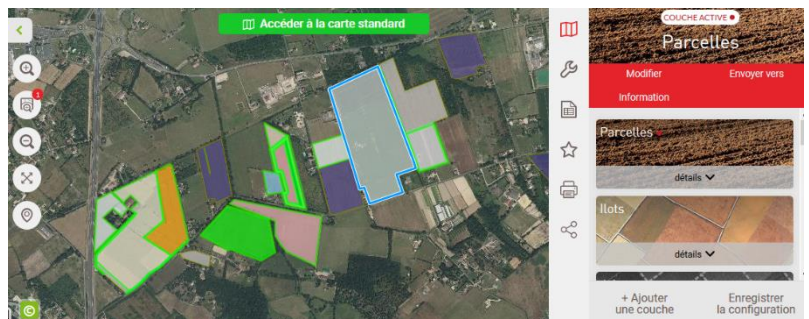 Accéder à la carte standard
1
©
COUCHE ACTIVE
Parcelles
Modifier
Envoyer vers
Information
Parcelles
détails
Ilots
détails
+ Ajouter
une couche
Enregistrer
la configuration